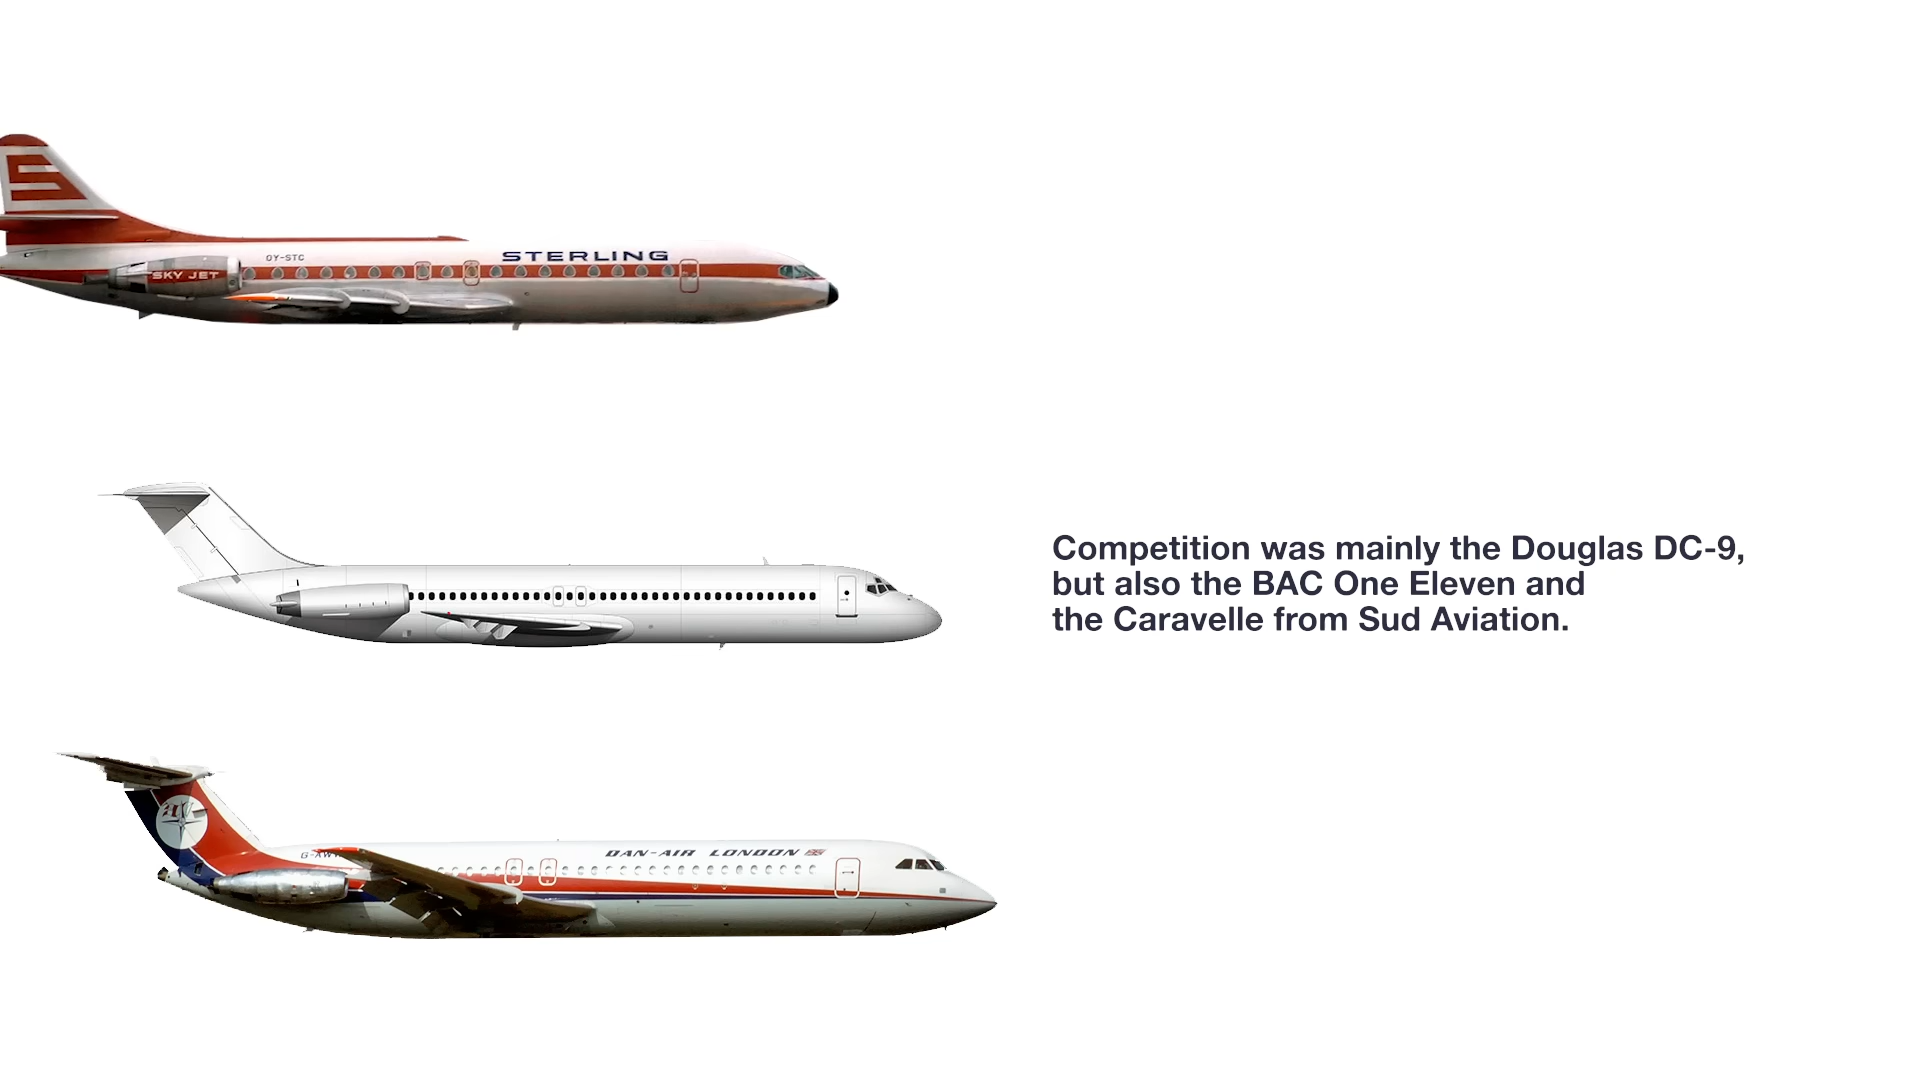 OY-STC
STERLING
SKY JET
Competition was mainly the Douglas DC-9,
but also the BAC One Eleven and
the Caravelle from Sud Aviation.
DAN-AIR LONDON